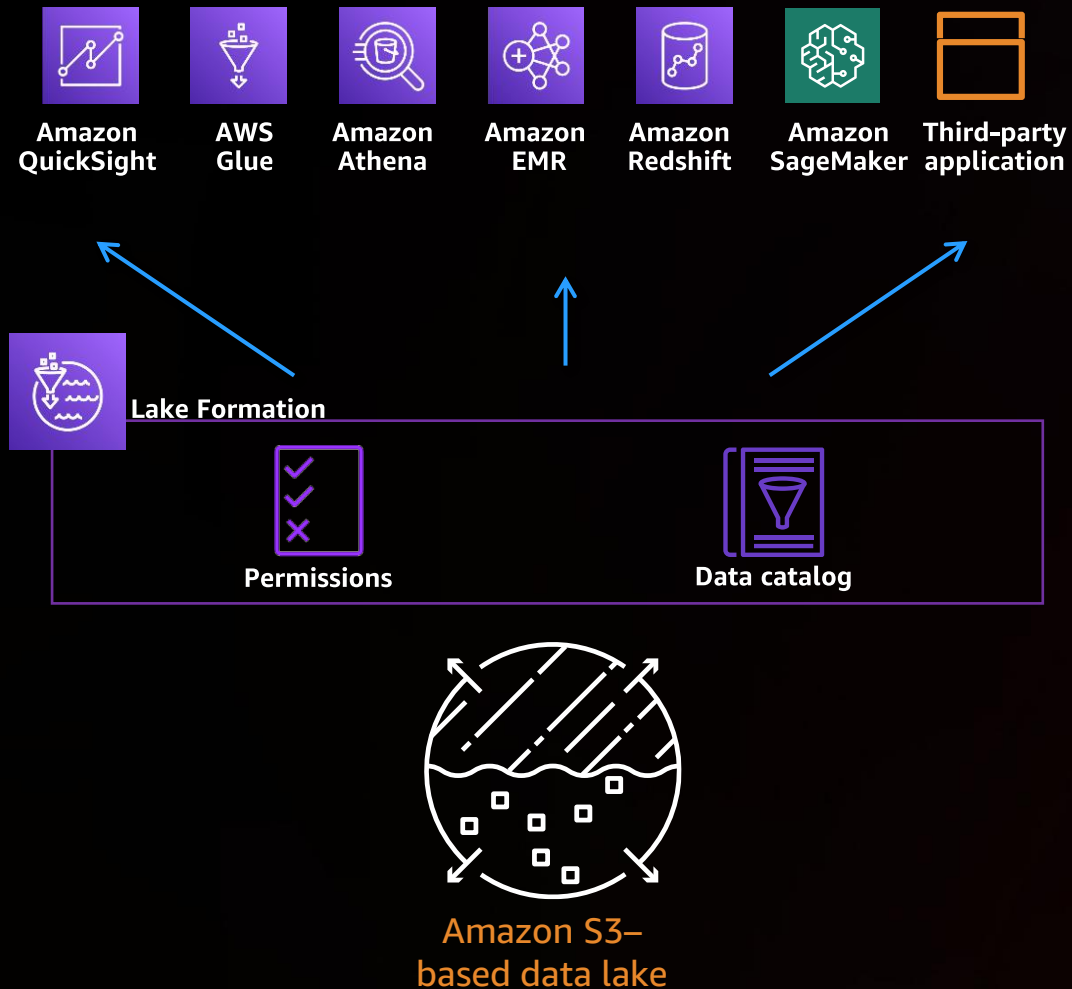 Amazon
QuickSight
AWS
Glue
Amazon
Athena
Amazon
EMR
Amazon
Redshift
Amazon
SageMaker
Third-party
application
Lake Formation
Permissions
Data catalog
Amazon S3–
based data lake